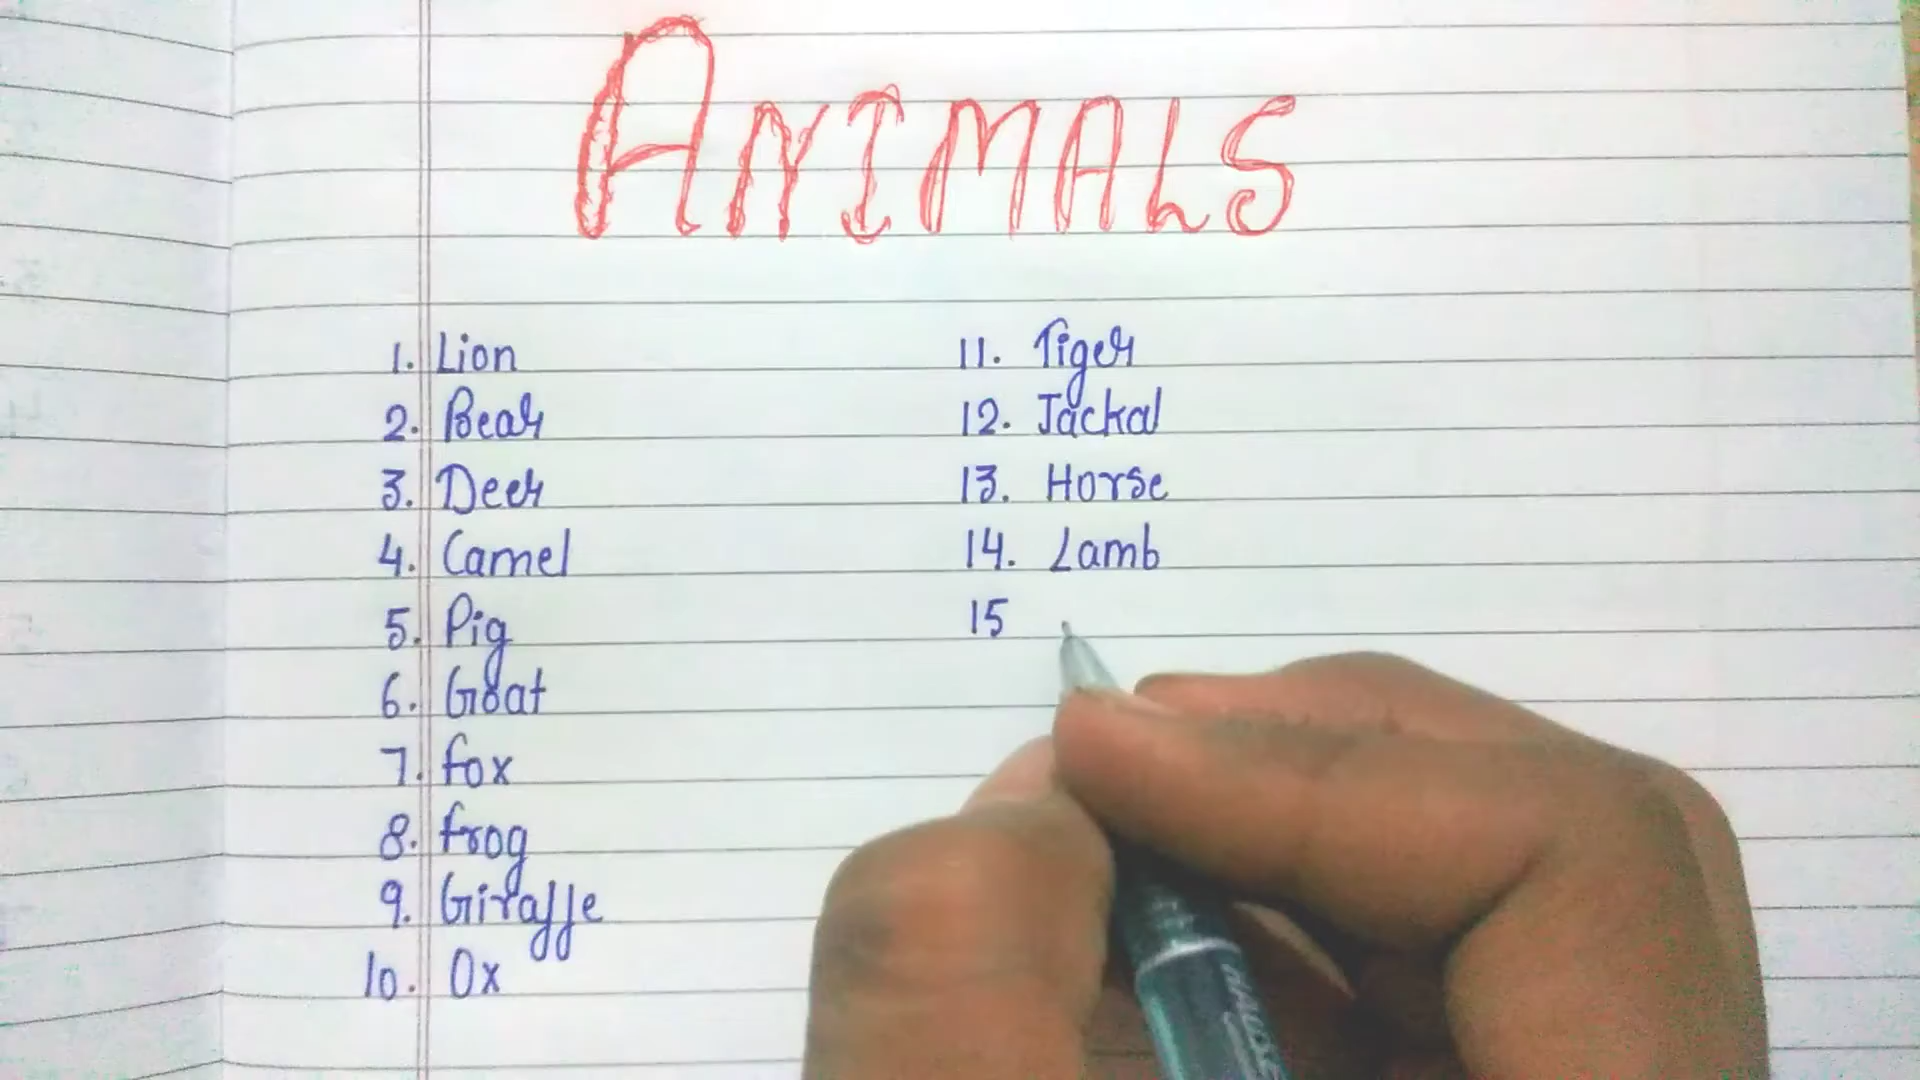 ANIMALS
1. Lion
2. Bear
3. Deer
4. Camel
5. Pig
6. Goat
7. fox
8. frog
9. Giraffe
10. Ox
11. Tiger
12. Jackal
13. Horse
14. Lamb
15